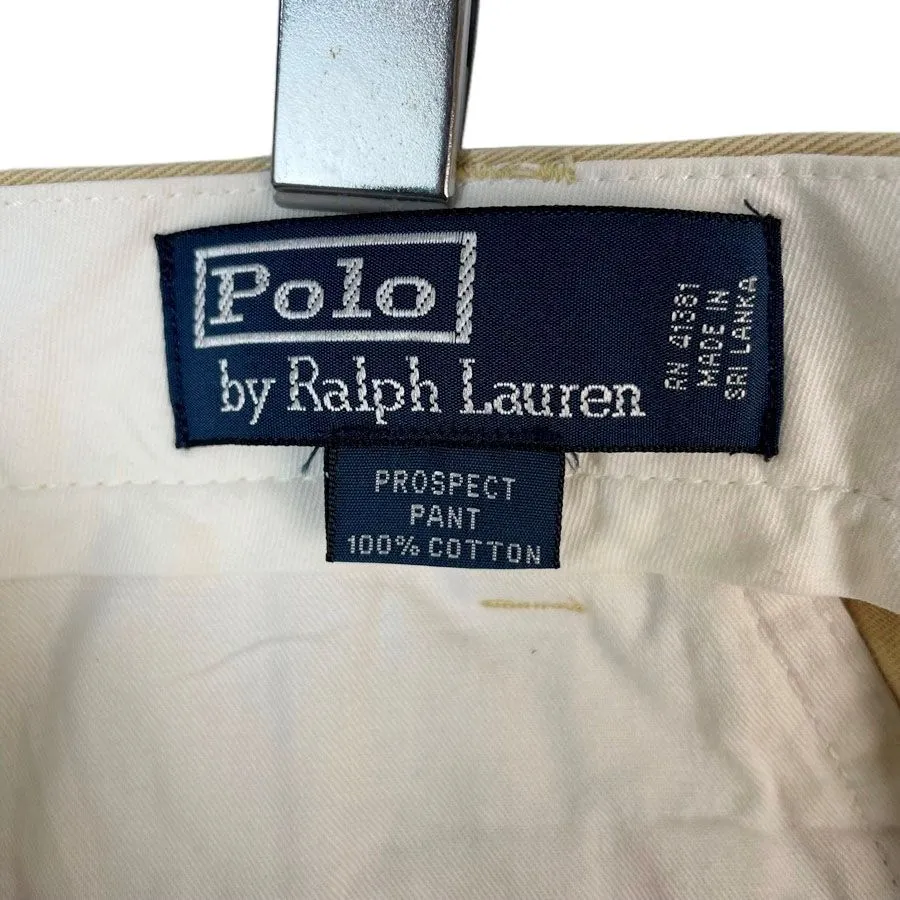 Polo
by Ralph Lauren
RN 41381
MADE IN
SRI LANKA
PROSPECT
PANT
100% COTTON